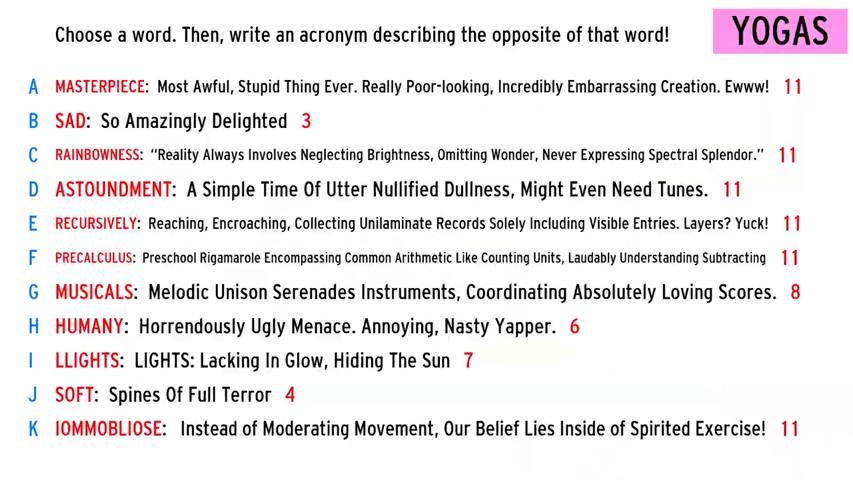 Choose a word. Then, write an acronym describing the opposite of that word!
YOGAS
A MASTERPIECE: Most Awful, Stupid Thing Ever. Really Poor-looking, Incredibly Embarrassing Creation. Ewww! 11
B SAD: So Amazingly Delighted 3
C RAINBOWNESS: “Reality Always Involves Neglecting Brightness, Omitting Wonder, Never Expressing Spectral Splendor.” 11
D ASTOUNDMENT: A Simple Time Of Utter Nullified Dullness, Might Even Need Tunes. 11
E RECURSIVELY: Reaching, Encroaching, Collecting Unilaminate Records Solely Including Visible Entries. Layers? Yuck! 11
F PRECALCULUS: Preschool Rigamarole Encompassing Common Arithmetic Like Counting Units, Laudably Understanding Subtracting 11
G MUSICALS: Melodic Unison Serenades Instruments, Coordinating Absolutely Loving Scores. 8
H HUMANY: Horrendously Ugly Menace. Annoying, Nasty Yapper. 6
I LLIGHTS: LIGHTS: Lacking In Glow, Hiding The Sun 7
J SOFT: Spines Of Full Terror 4
K IOMMOBLIOSE: Instead of Moderating Movement, Our Belief Lies Inside of Spirited Exercise! 11